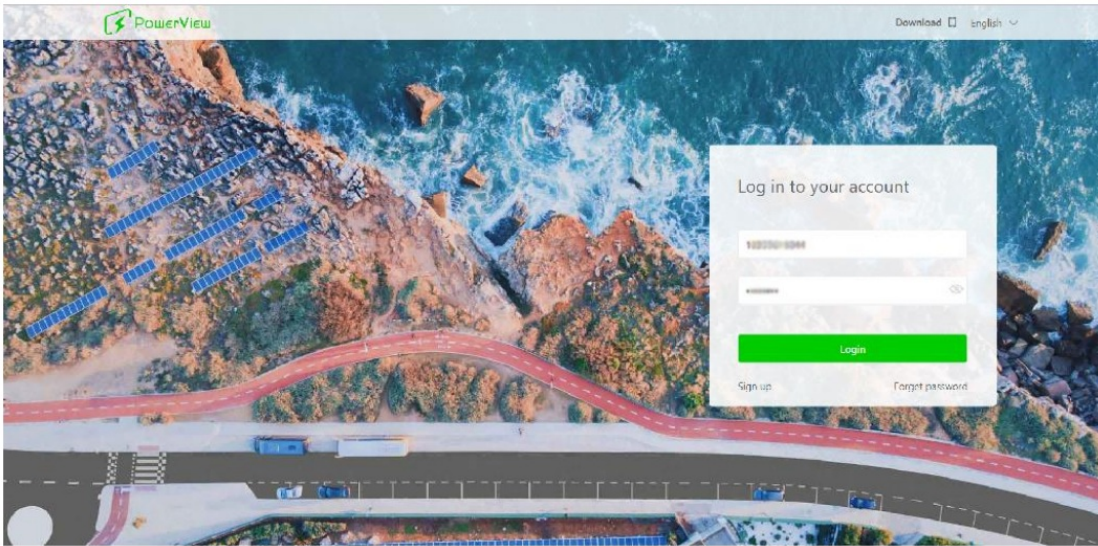 PowerView
Download English
Log in to your account
Login
Sign up Forget password